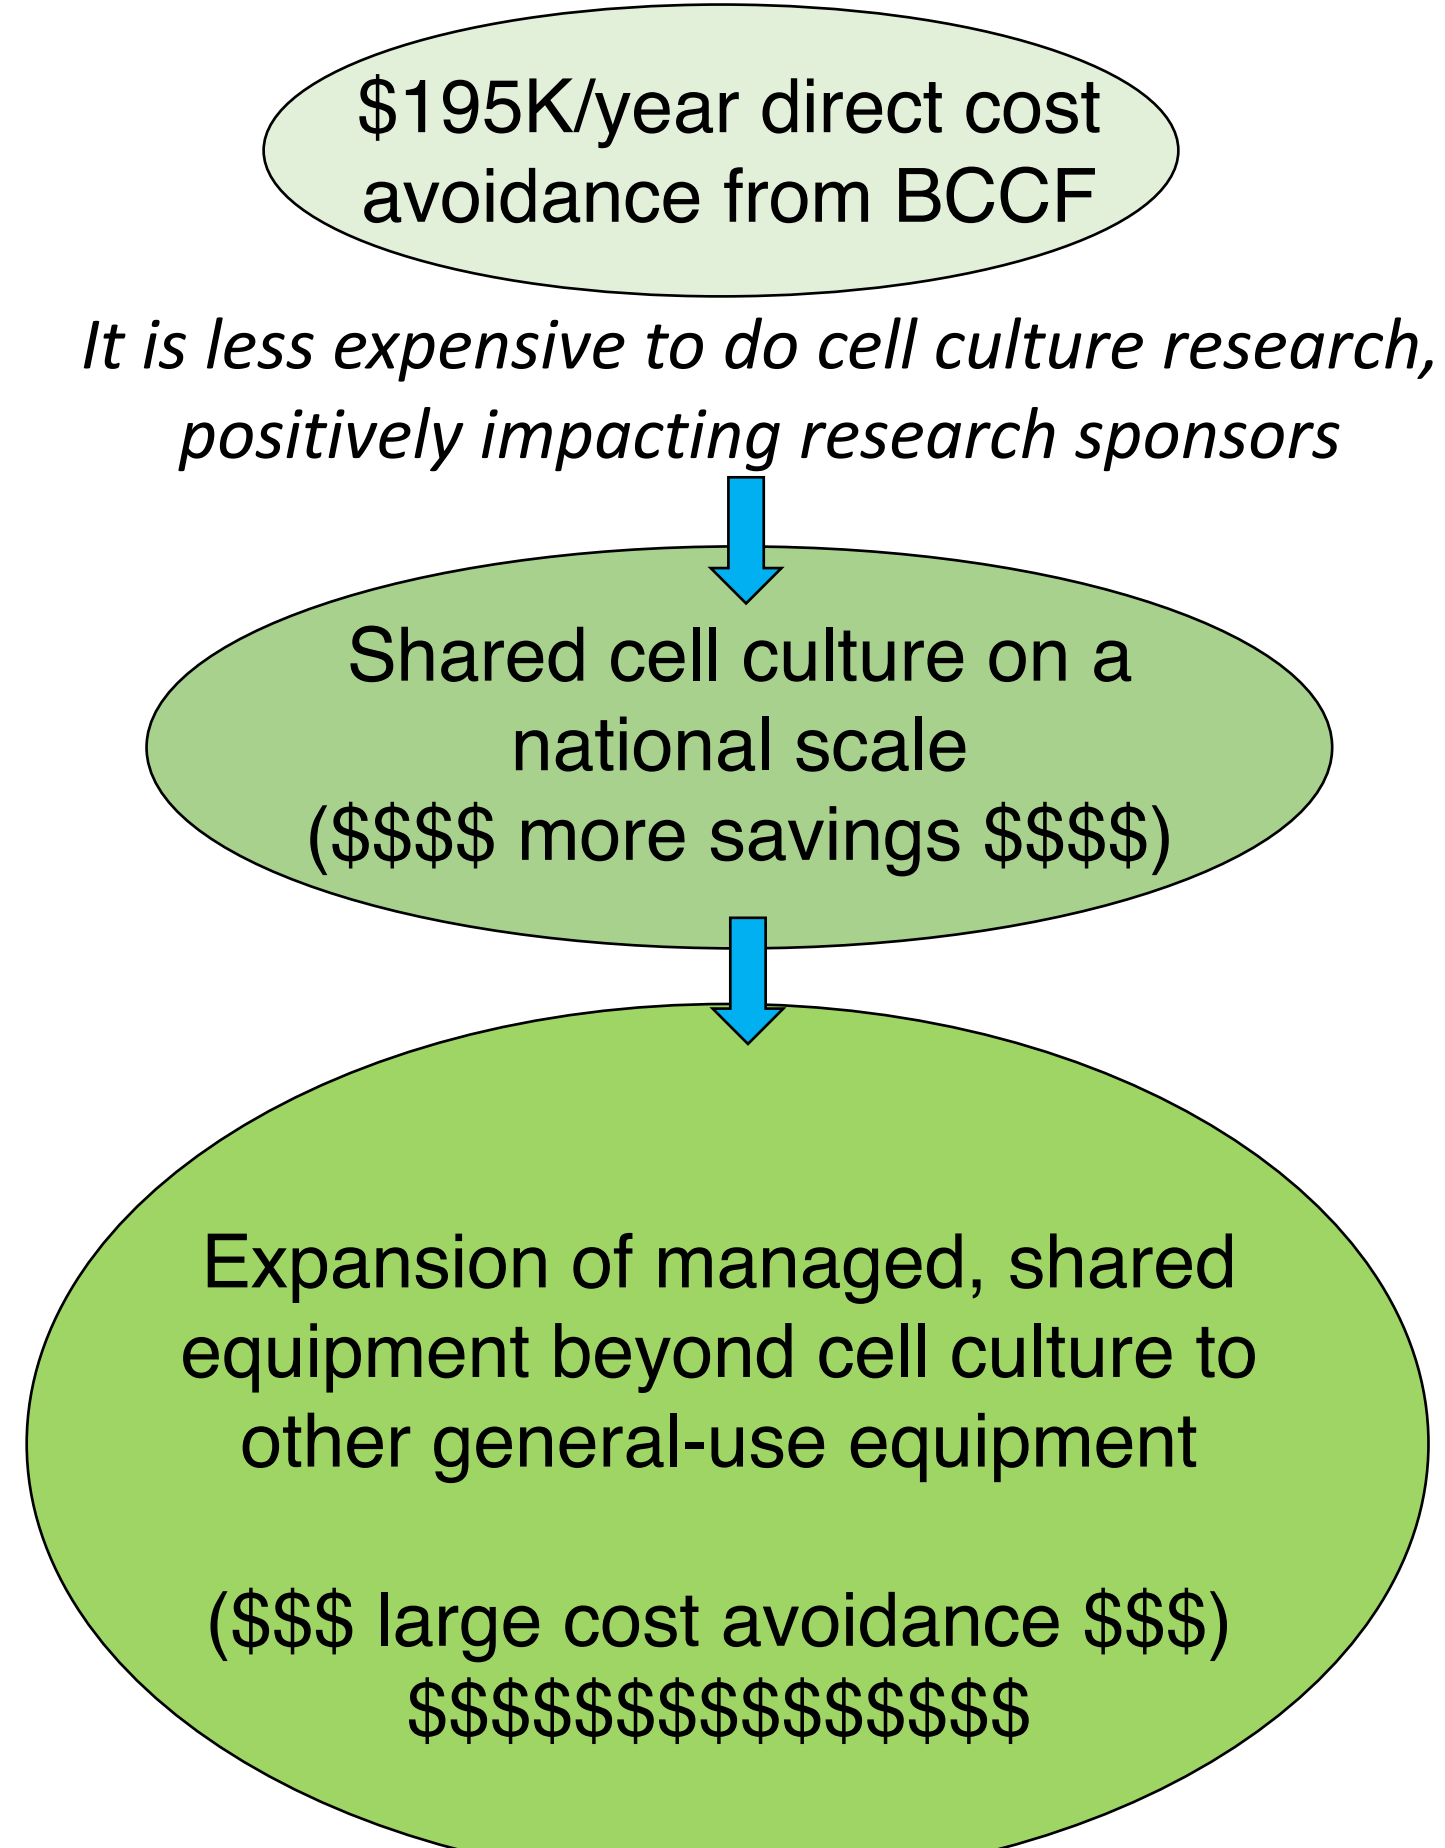 $195K/year direct cost
avoidance from BCCF
It is less expensive to do cell culture research,
positively impacting research sponsors
Shared cell culture on a
national scale
($$$$ more savings $$$$)
Expansion of managed, shared
equipment beyond cell culture to
other general-use equipment
($$$ large cost avoidance $$$)
$$$$$$$$$$$$$$$